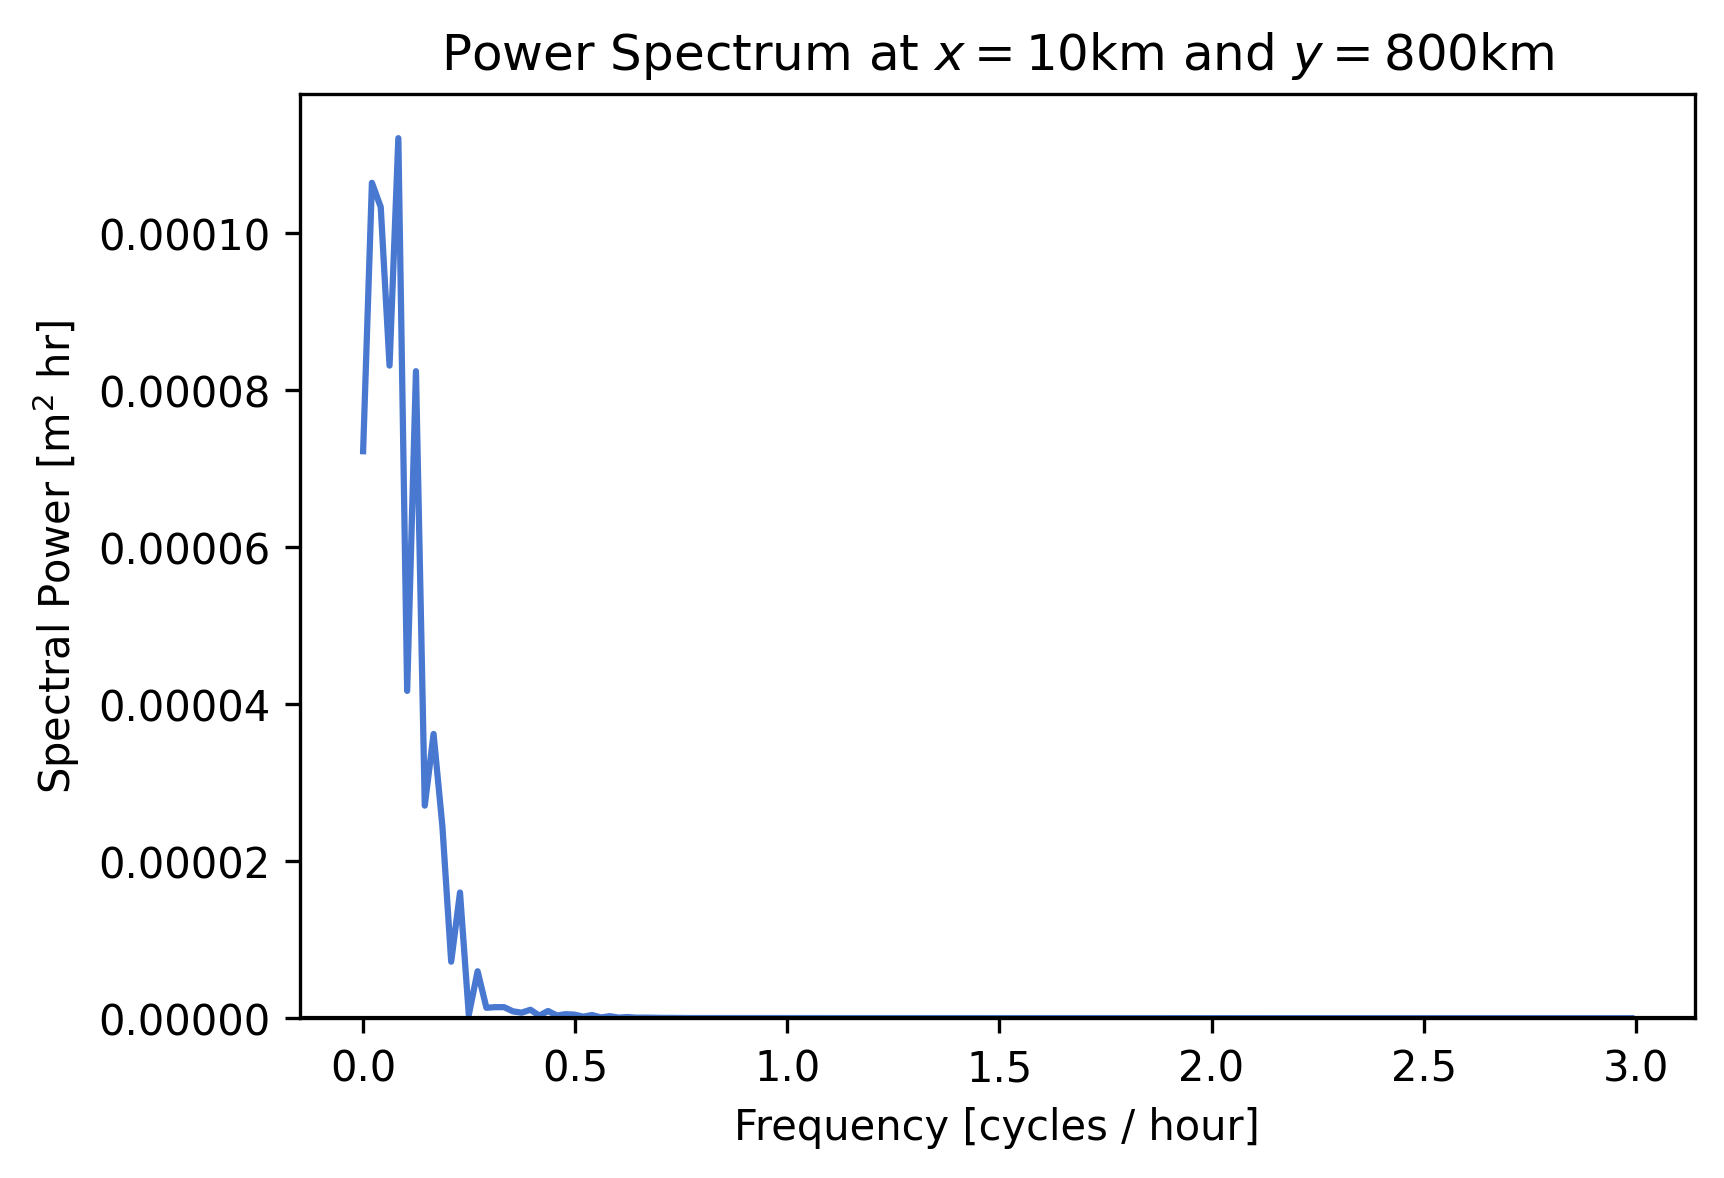 Power Spectrum at x = 10km and y = 800km
Spectral Power [m² hr]
0.00010
0.00008
0.00006
0.00004
0.00002
0.00000
0.0 0.5 1.0 1.5 2.0 2.5 3.0
Frequency [cycles / hour]